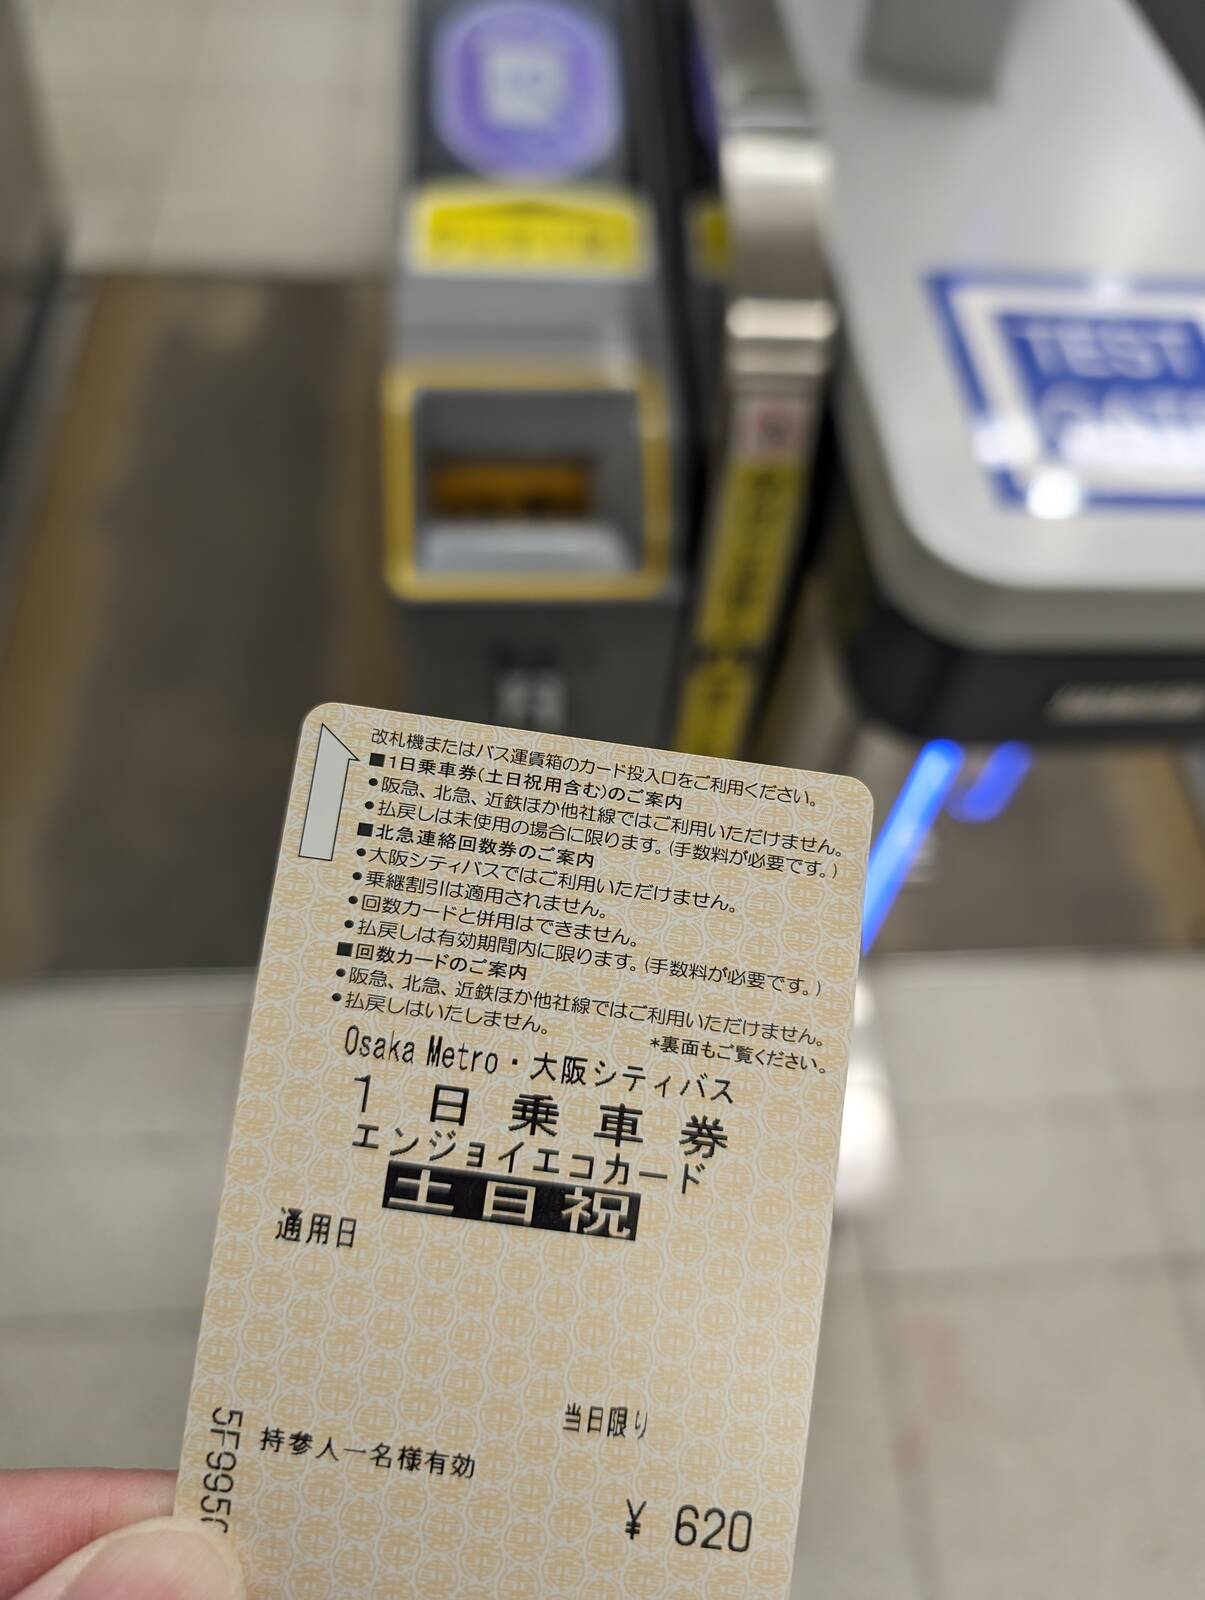 TEST
改札機またはバス運賃箱のカード投入口をご利用ください。
■1日乗車券(土日祝用含む)のご案内
●阪急、北急、近鉄ほか他社線ではご利用いただけません。
●払戻しは未使用の場合に限ります。(手数料が必要です。)
■北急連絡回数券のご案内
●大阪シティバスではご利用いただけません。
●乗継割引は適用されません。
●回数カードと併用はできません。
●払戻しは有効期間内に限ります。(手数料が必要です。)
■回数カードのご案内
●阪急、北急、近鉄ほか他社線ではご利用いただけません。
●払戻しはいたしません。
*裏面もご覧ください。
Osaka Metro・大阪シティバス
1日乗車券
エンジョイエコカード
土日祝
通用日
当日限り
持参人一名様有効
¥ 620